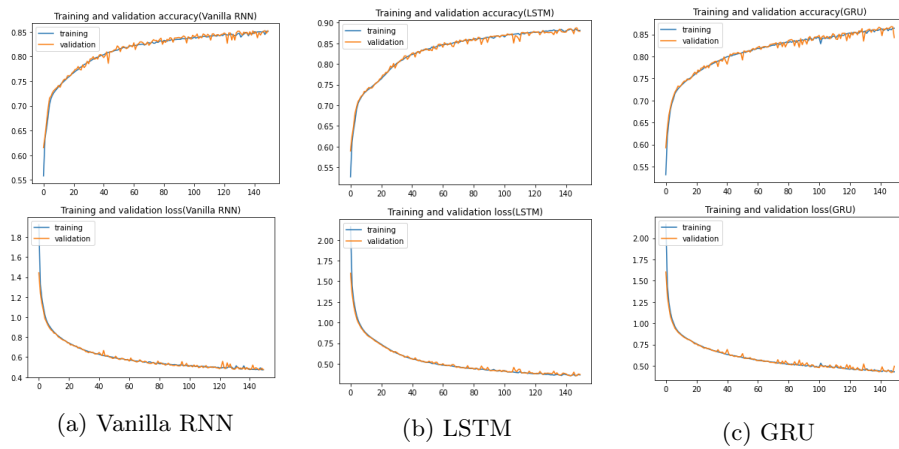 Training and validation accuracy(Vanilla RNN)
training
validation
0.85
0.80
0.75
0.70
0.65
0.60
0.55
0 20 40 60 80 100 120 140
Training and validation loss(Vanilla RNN)
training
validation
1.8
1.6
1.4
1.2
1.0
0.8
0.6
0.4
0 20 40 60 80 100 120 140
(a) Vanilla RNN
Training and validation accuracy(LSTM)
training
validation
0.90
0.85
0.80
0.75
0.70
0.65
0.60
0.55
0 20 40 60 80 100 120 140
Training and validation loss(LSTM)
training
validation
2.00
1.75
1.50
1.25
1.00
0.75
0.50
0 20 40 60 80 100 120 140
(b) LSTM
Training and validation accuracy(GRU)
training
validation
0.85
0.80
0.75
0.70
0.65
0.60
0.55
0 20 40 60 80 100 120 140
Training and validation loss(GRU)
training
validation
2.00
1.75
1.50
1.25
1.00
0.75
0.50
0 20 40 60 80 100 120 140
(c) GRU